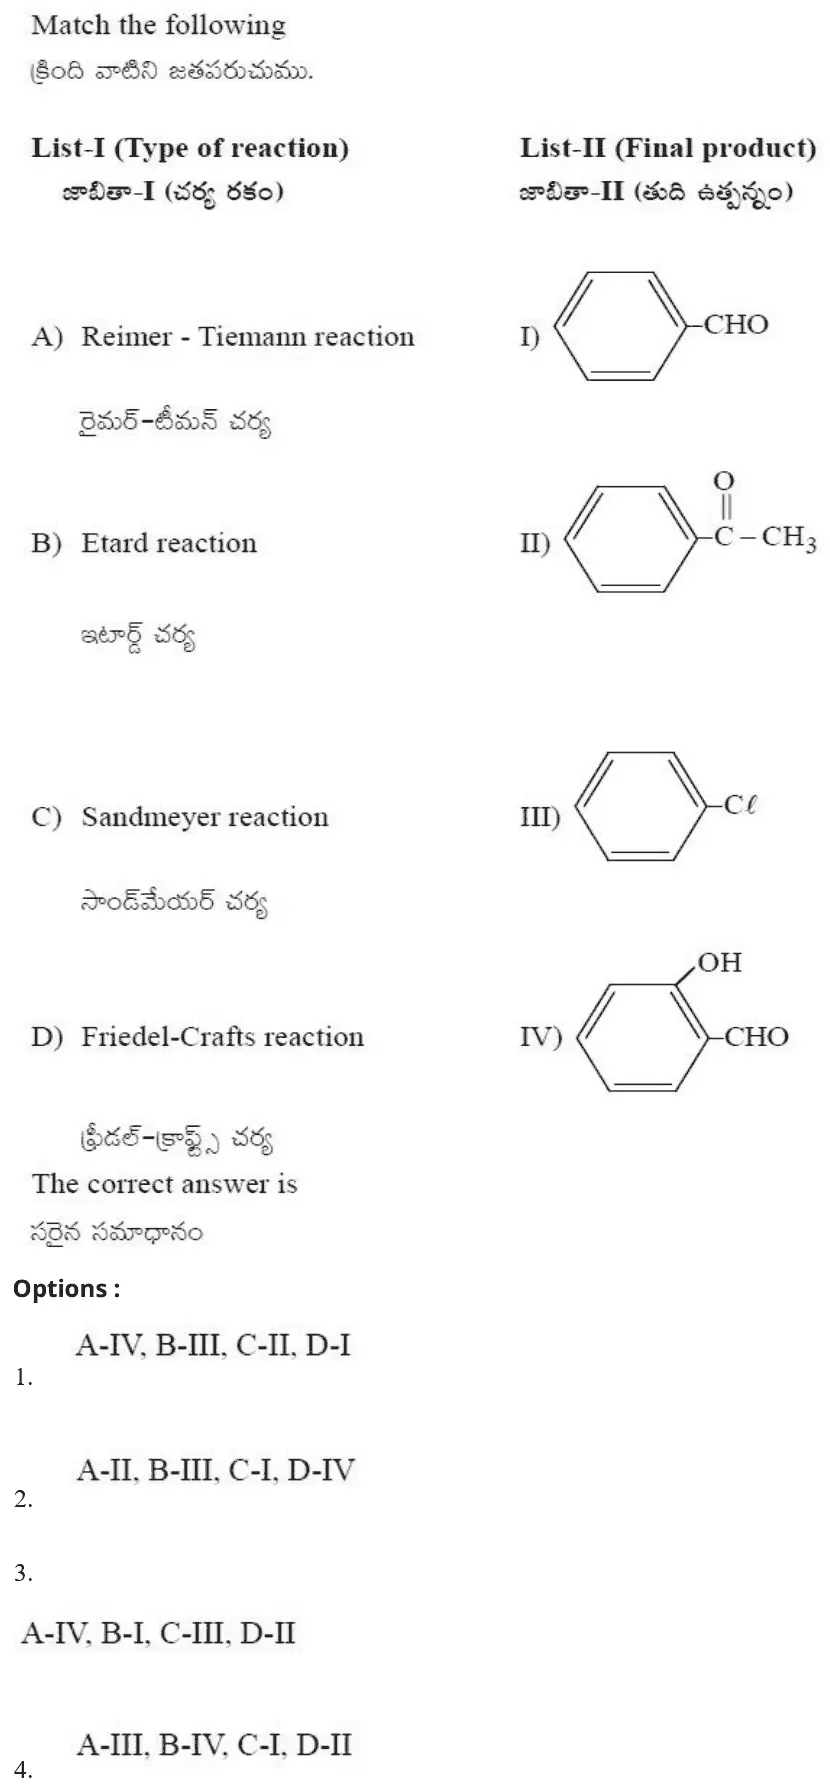 Match the following
క్రింది వాటిని జతపరుచుము.
List-I (Type of reaction) List-II (Final product)
జాబితా-I (చర్య రకం) జాబితా-II (తుది ఉత్పన్నం)
A) Reimer - Tiemann reaction I) CHO
రైమర్-టీమన్ చర్య
O
B) Etard reaction II) C – CH3
ఇటార్డ్ చర్య
C) Sandmeyer reaction III) Cℓ
సాండ్‌మేయర్ చర్య
OH
D) Friedel-Crafts reaction IV) CHO
ఫ్రీడల్-క్రాఫ్ట్స్ చర్య
The correct answer is
సరైన సమాధానం
Options :
A-IV, B-III, C-II, D-I
1.
A-II, B-III, C-I, D-IV
2.
3.
A-IV, B-I, C-III, D-II
A-III, B-IV, C-I, D-II
4.